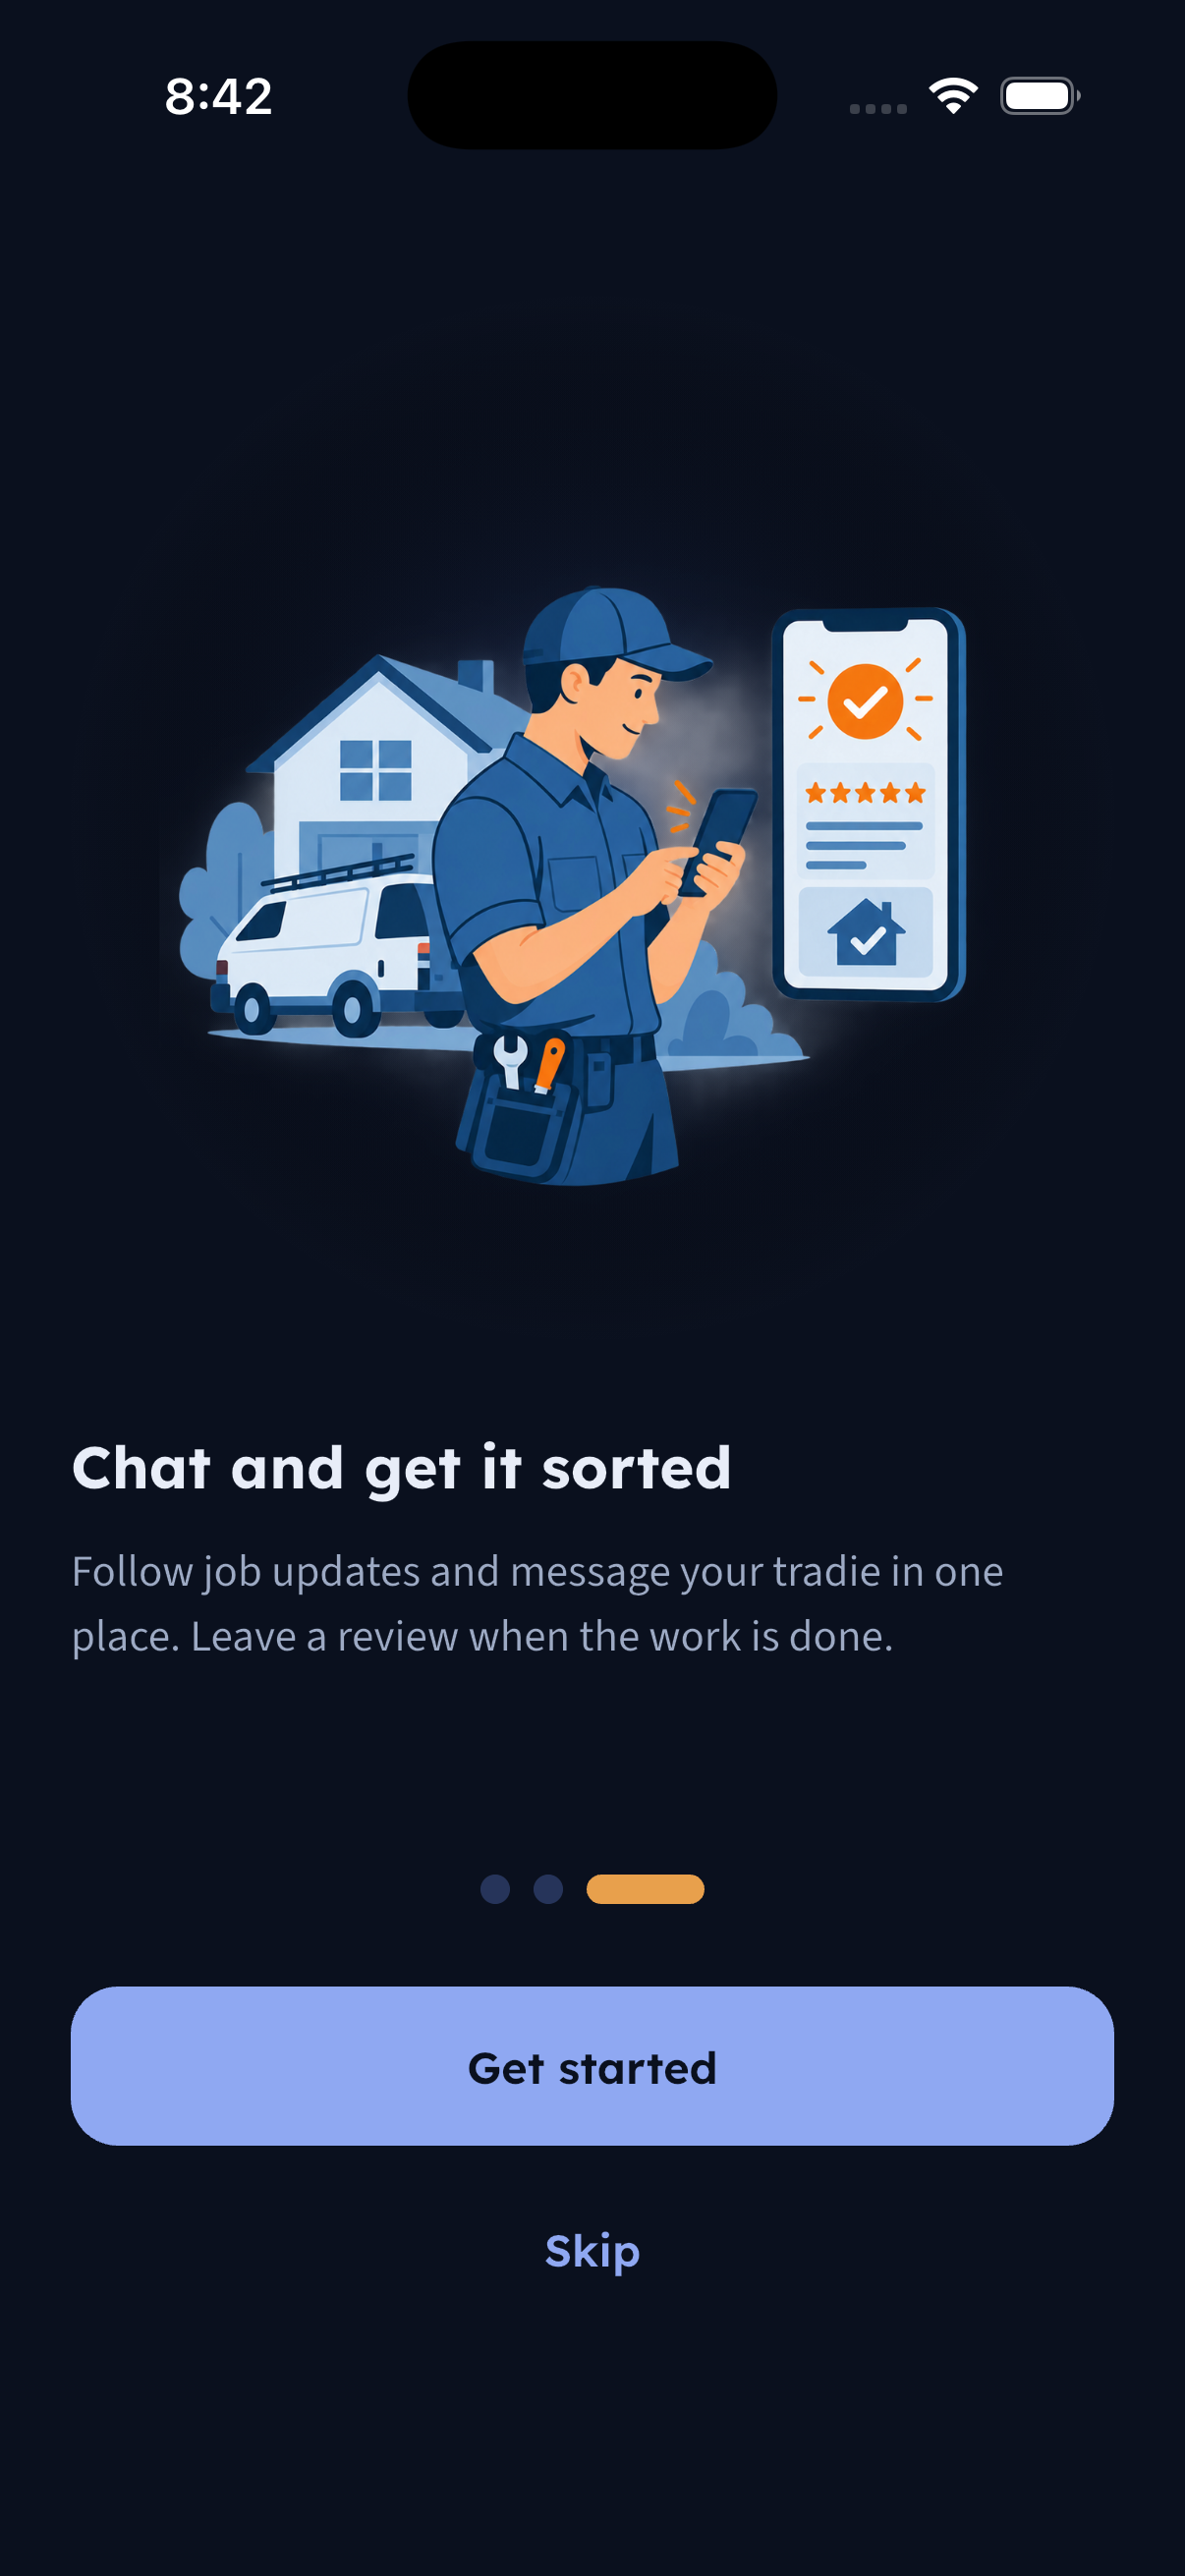 8:42
Chat and get it sorted
Follow job updates and message your tradie in one
place. Leave a review when the work is done.
Get started
Skip